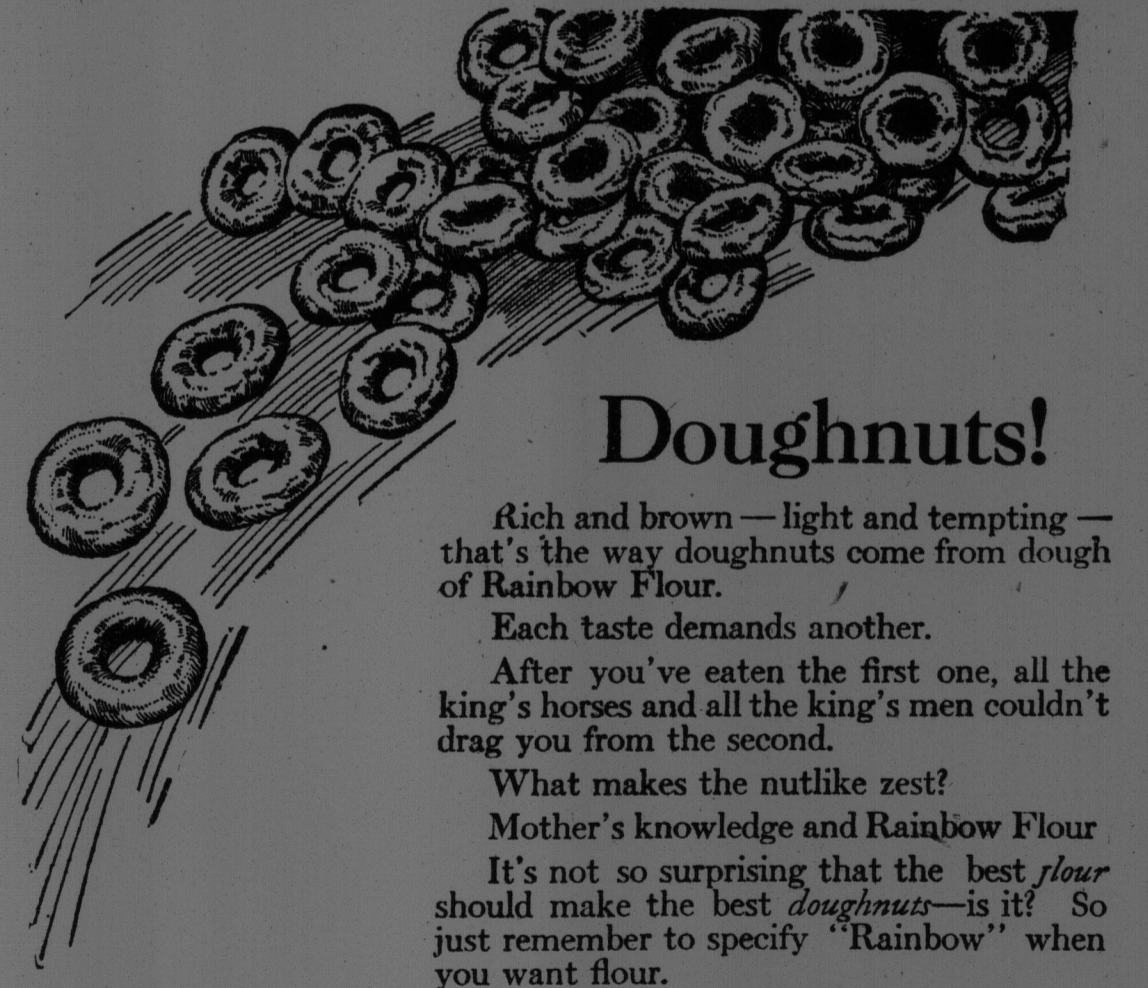 Doughnuts!
Rich and brown — light and tempting —
that's the way doughnuts come from dough
of Rainbow Flour.
Each taste demands another.
After you've eaten the first one, all the
king's horses and all the king's men couldn't
drag you from the second.
What makes the nutlike zest?
Mother's knowledge and Rainbow Flour
It's not so surprising that the best flour
should make the best doughnuts—is it? So
just remember to specify "Rainbow" when
you want flour.